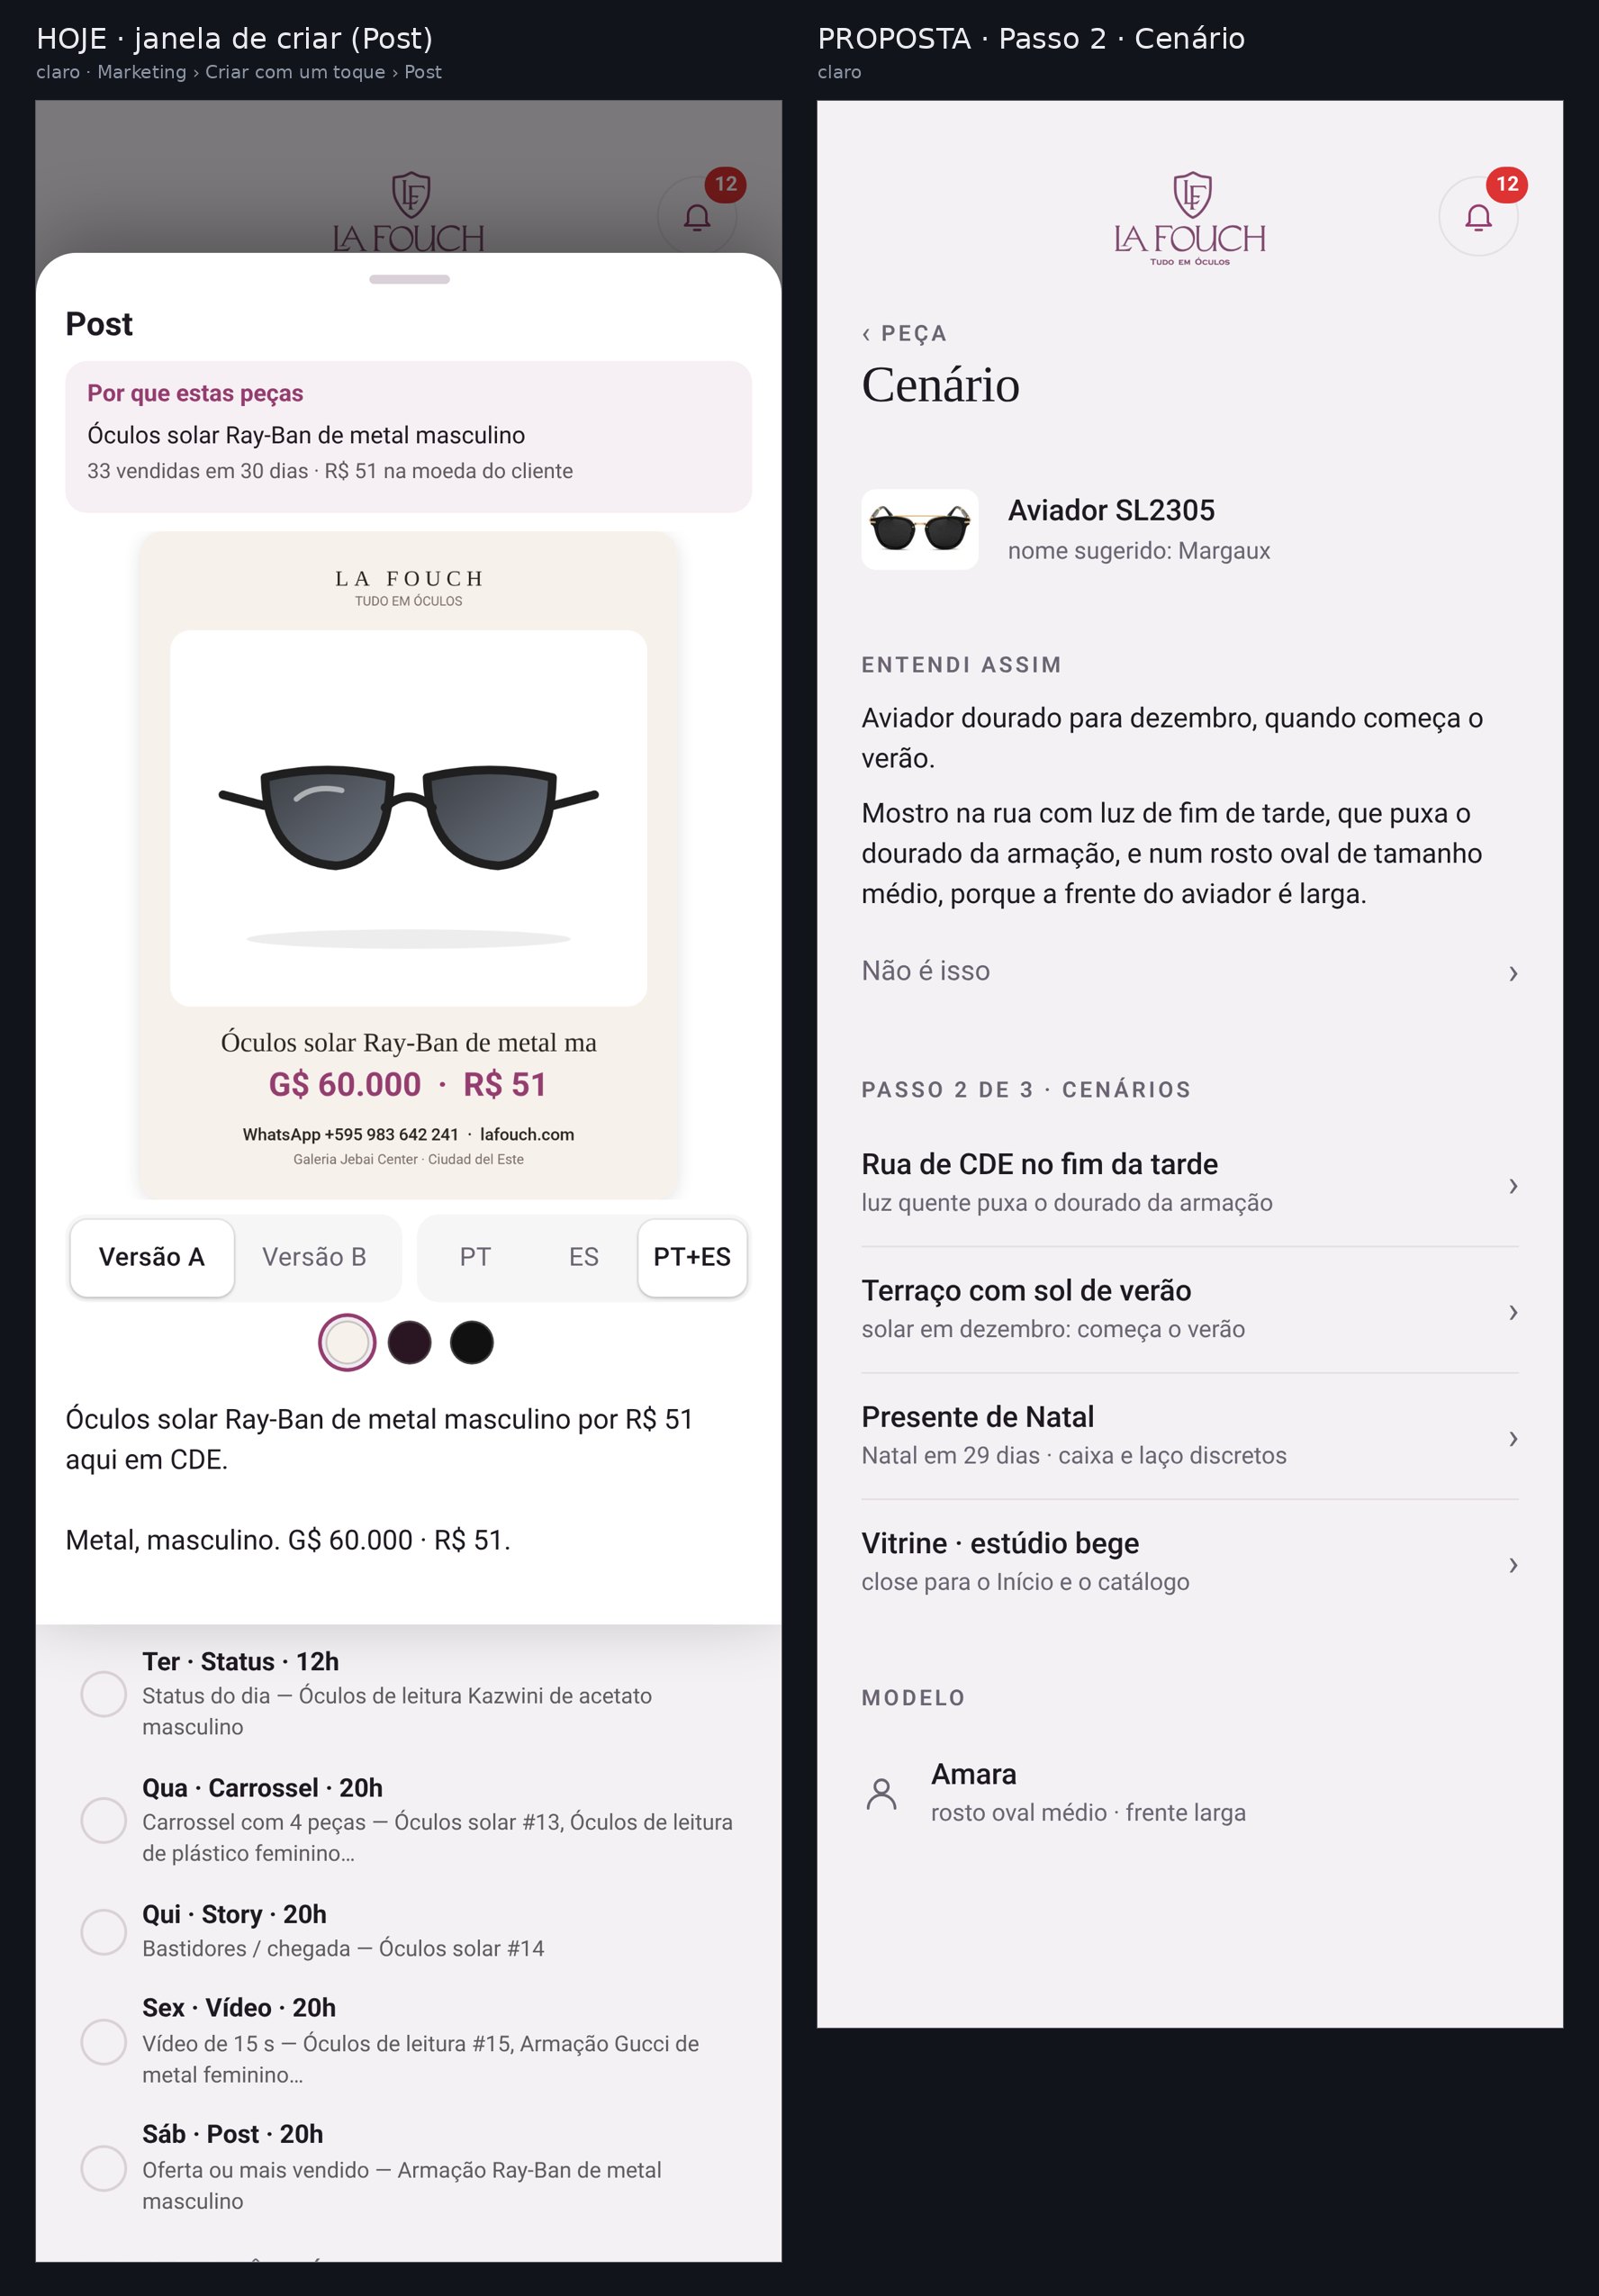 HOJE · janela de criar (Post)
claro · Marketing › Criar com um toque › Post
LF
LA FOUCH
12
Post
Por que estas peças
Óculos solar Ray-Ban de metal masculino
33 vendidas em 30 dias · R$ 51 na moeda do cliente
LA FOUCH
TUDO EM ÓCULOS
Óculos solar Ray-Ban de metal ma
G$ 60.000 · R$ 51
WhatsApp +595 983 642 241 · lafouch.com
Galeria Jebai Center · Ciudad del Este
Versão A Versão B PT ES PT+ES
Óculos solar Ray-Ban de metal masculino por R$ 51
aqui em CDE.
Metal, masculino. G$ 60.000 · R$ 51.
Ter · Status · 12h
Status do dia — Óculos de leitura Kazwini de acetato
masculino
Qua · Carrossel · 20h
Carrossel com 4 peças — Óculos solar #13, Óculos de leitura
de plástico feminino…
Qui · Story · 20h
Bastidores / chegada — Óculos solar #14
Sex · Vídeo · 20h
Vídeo de 15 s — Óculos de leitura #15, Armação Gucci de
metal feminino…
Sáb · Post · 20h
Oferta ou mais vendido — Armação Ray-Ban de metal
masculino
PROPOSTA · Passo 2 · Cenário
claro
LF
LA FOUCH
TUDO EM ÓCULOS
12
‹ PEÇA
Cenário
Aviador SL2305
nome sugerido: Margaux
ENTENDI ASSIM
Aviador dourado para dezembro, quando começa o
verão.
Mostro na rua com luz de fim de tarde, que puxa o
dourado da armação, e num rosto oval de tamanho
médio, porque a frente do aviador é larga.
Não é isso ›
PASSO 2 DE 3 · CENÁRIOS
Rua de CDE no fim da tarde
luz quente puxa o dourado da armação ›
Terraço com sol de verão
solar em dezembro: começa o verão ›
Presente de Natal
Natal em 29 dias · caixa e laço discretos ›
Vitrine · estúdio bege
close para o Início e o catálogo ›
MODELO
Amara
rosto oval médio · frente larga